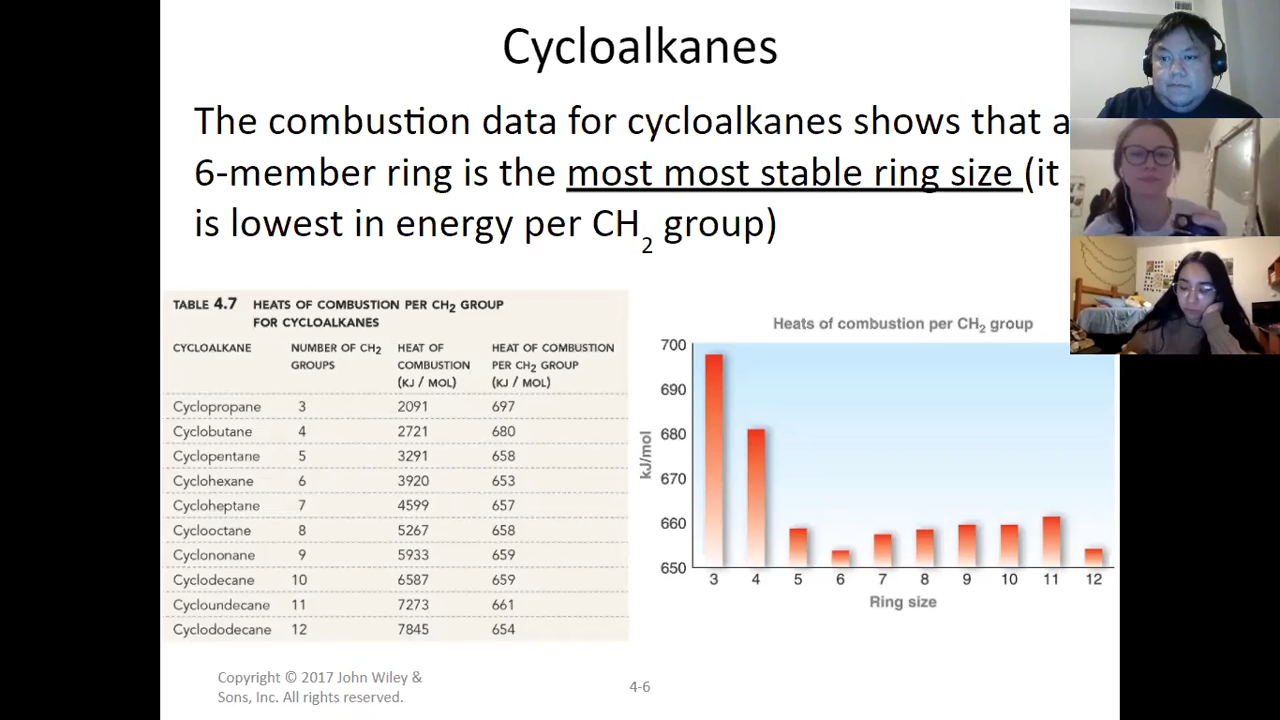 Cycloalkanes
The combustion data for cycloalkanes shows that a
6-member ring is the most most stable ring size (it
is lowest in energy per CH2 group)
TABLE 4.7 HEATS OF COMBUSTION PER CH2 GROUP
FOR CYCLOALKANES
CYCLOALKANE NUMBER OF CH2 GROUPS HEAT OF COMBUSTION (KJ / MOL) HEAT OF COMBUSTION PER CH2 GROUP (KJ / MOL)
Cyclopropane 3 2091 697
Cyclobutane 4 2721 680
Cyclopentane 5 3291 658
Cyclohexane 6 3920 653
Cycloheptane 7 4599 657
Cyclooctane 8 5267 658
Cyclononane 9 5933 659
Cyclodecane 10 6587 659
Cycloundecane 11 7273 661
Cyclododecane 12 7845 654
Heats of combustion per CH2 group
700
690
680
670
660
650
kJ/mol
3 4 5 6 7 8 9 10 11 12
Ring size
Copyright © 2017 John Wiley &
Sons, Inc. All rights reserved.
4-6